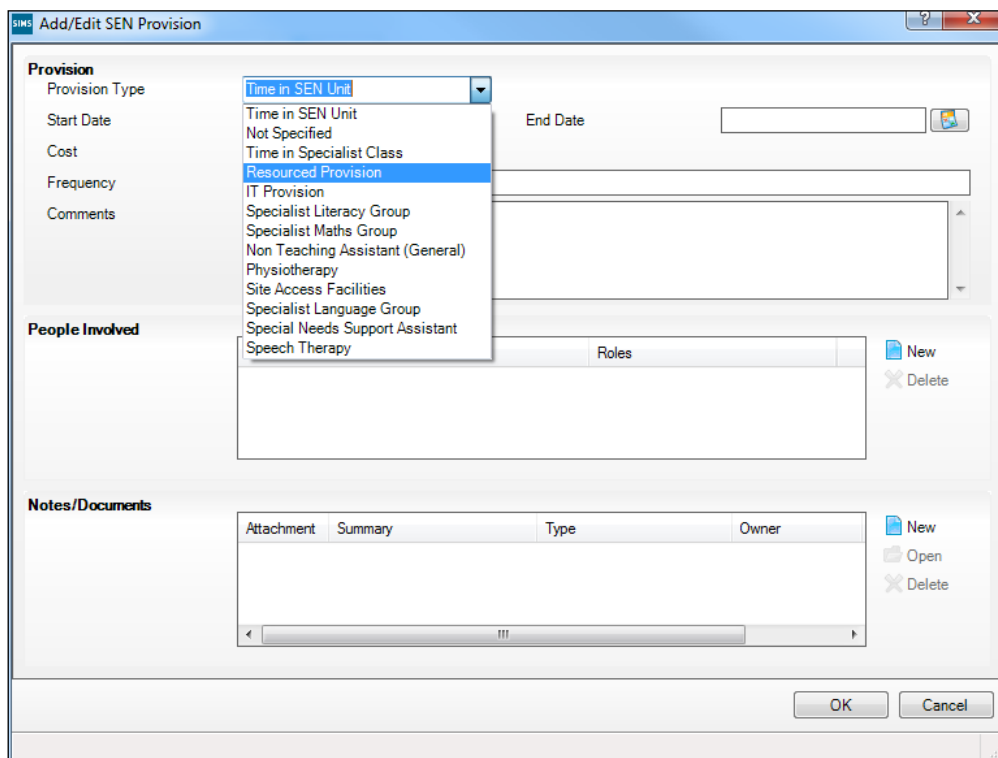 SIMS Add/Edit SEN Provision
Provision
Provision Type Time in SEN Unit
Time in SEN Unit
Start Date End Date
Not Specified
Cost Time in Specialist Class
Resourced Provision
Frequency IT Provision
Comments Specialist Literacy Group
Specialist Maths Group
Non Teaching Assistant (General)
Physiotherapy
Site Access Facilities
Specialist Language Group
People Involved Special Needs Support Assistant
Speech Therapy Roles New
Delete
Notes/Documents
Attachment Summary Type Owner New
Open
Delete
OK Cancel